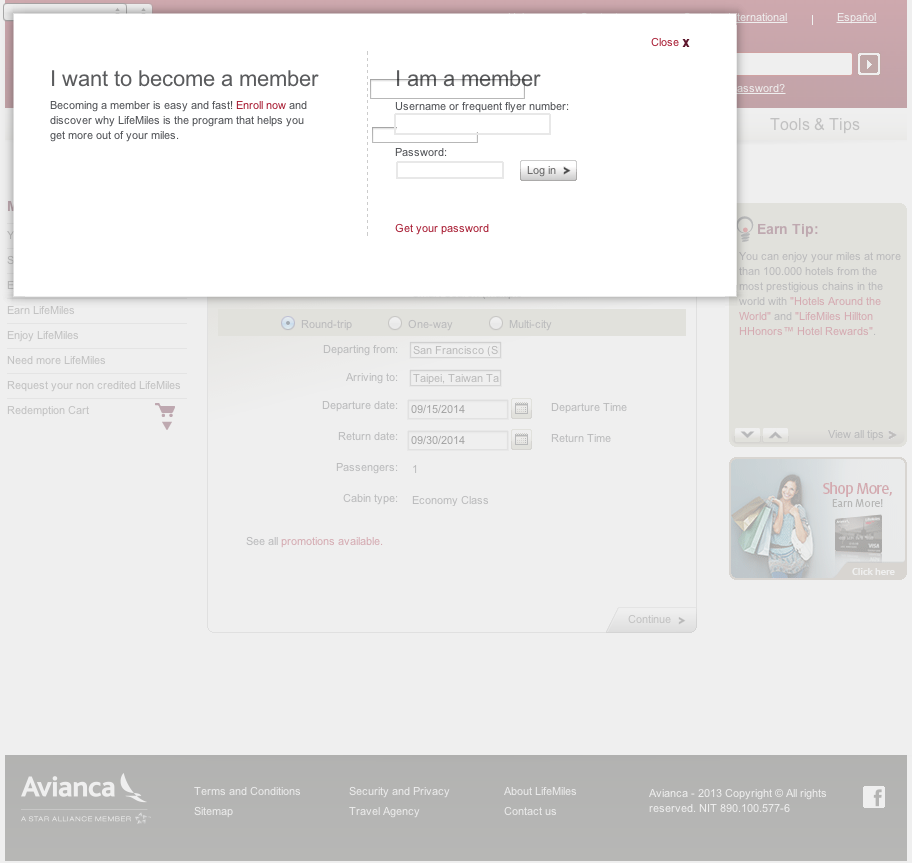 ternational | Español
assword?
Close x
I want to become a member
Becoming a member is easy and fast! Enroll now and
discover why LifeMiles is the program that helps you
get more out of your miles.
I am a member
Username or frequent flyer number:
Password:
Log in
Get your password
Tools & Tips
M
Y
S
E
Earn LifeMiles
Enjoy LifeMiles
Need more LifeMiles
Request your non credited LifeMiles
Redemption Cart
Round-trip One-way Multi-city
Departing from: San Francisco (S
Arriving to: Taipei, Taiwan Ta
Departure date: 09/15/2014 Departure Time
Return date: 09/30/2014 Return Time
Passengers: 1
Cabin type: Economy Class
See all promotions available.
Continue
Earn Tip:
You can enjoy your miles at more
than 100.000 hotels from the
most prestigious chains in the
world with "Hotels Around the
World" and "LifeMiles Hillton
HHonors™ Hotel Rewards".
View all tips
Shop More,
Earn More!
VISA
Click here
Avianca
A STAR ALLIANCE MEMBER
Terms and Conditions
Sitemap
Security and Privacy
Travel Agency
About LifeMiles
Contact us
Avianca - 2013 Copyright © All rights
reserved. NIT 890.100.577-6
f